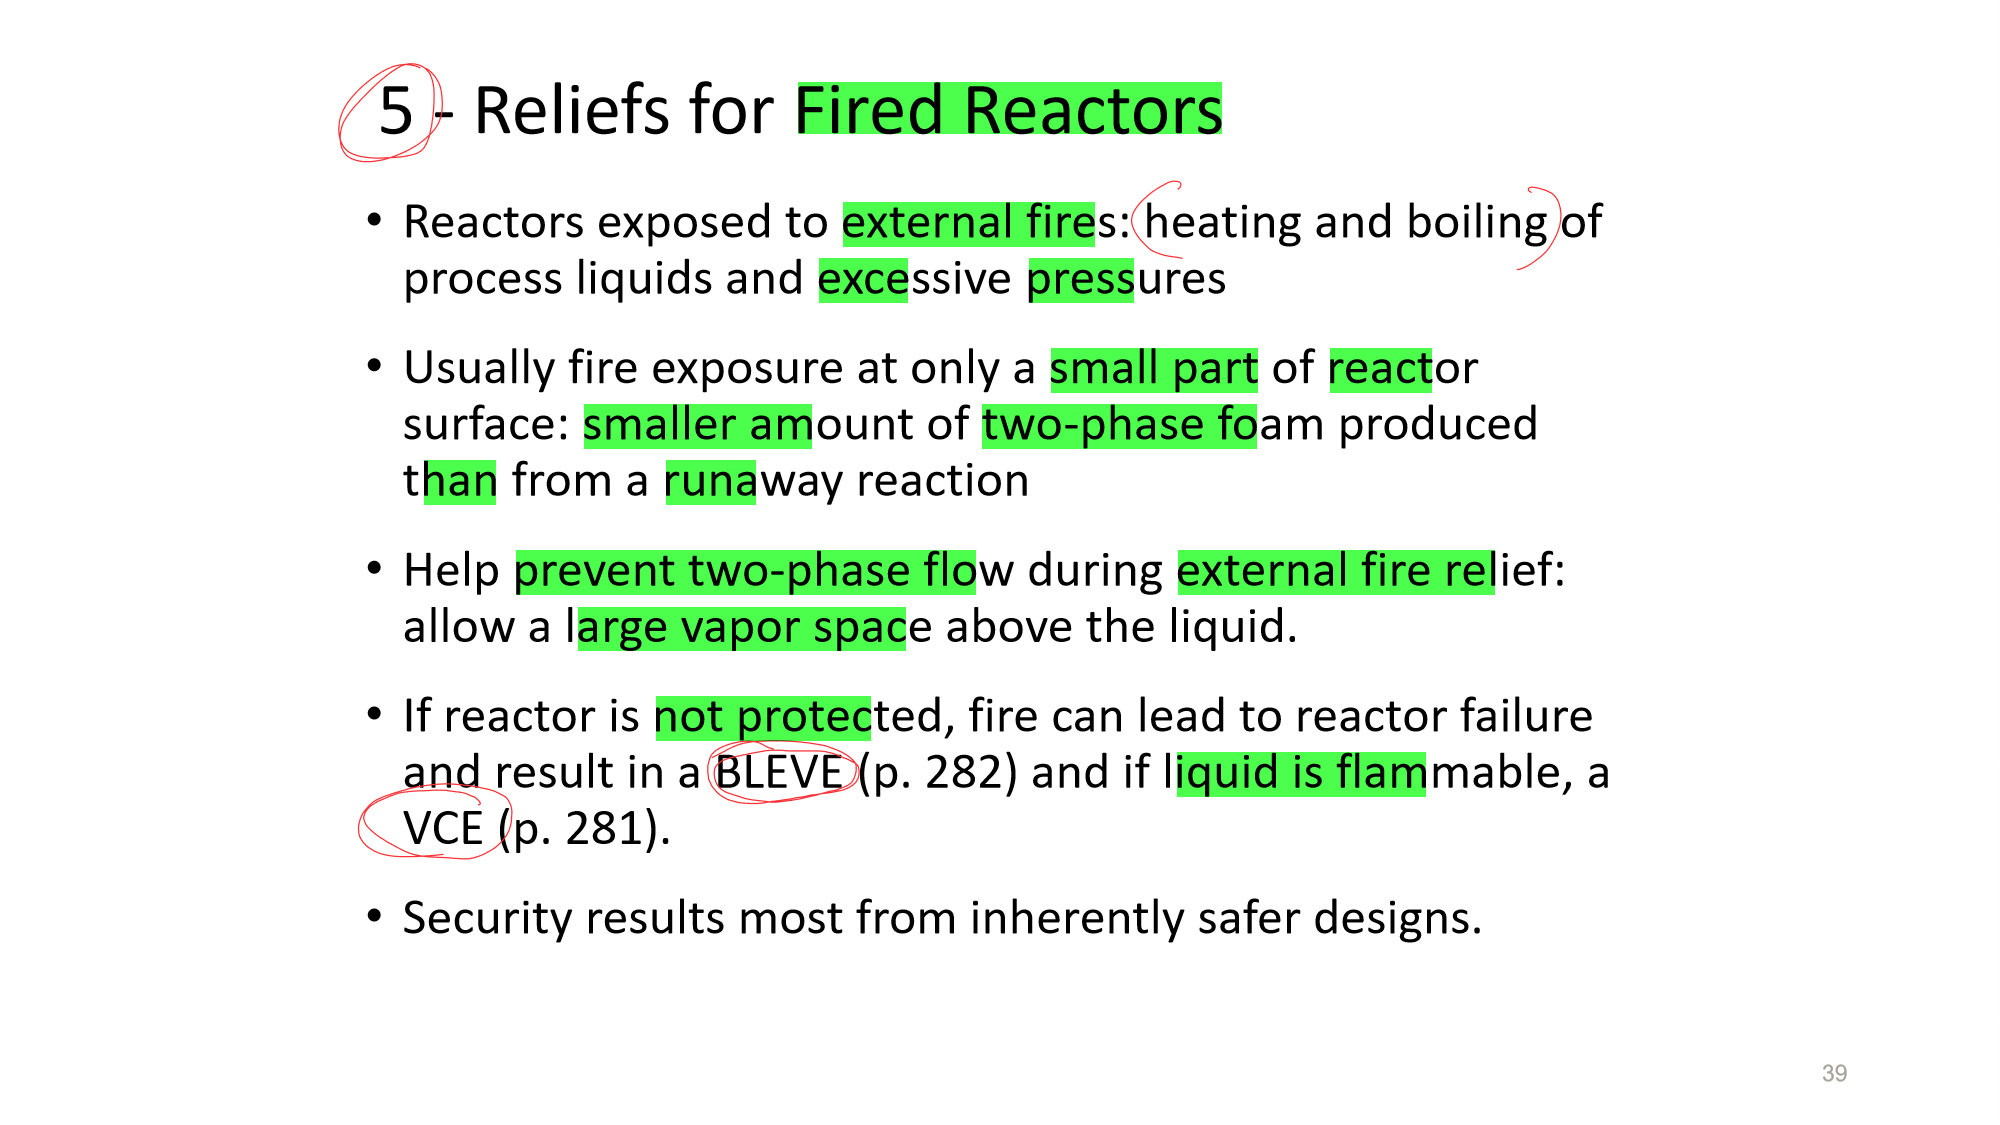 5 - Reliefs for Fired Reactors
• Reactors exposed to external fires: heating and boiling of
process liquids and excessive pressures
• Usually fire exposure at only a small part of reactor
surface: smaller amount of two-phase foam produced
than from a runaway reaction
• Help prevent two-phase flow during external fire relief:
allow a large vapor space above the liquid.
• If reactor is not protected, fire can lead to reactor failure
and result in a BLEVE (p. 282) and if liquid is flammable, a
VCE (p. 281).
• Security results most from inherently safer designs.
39